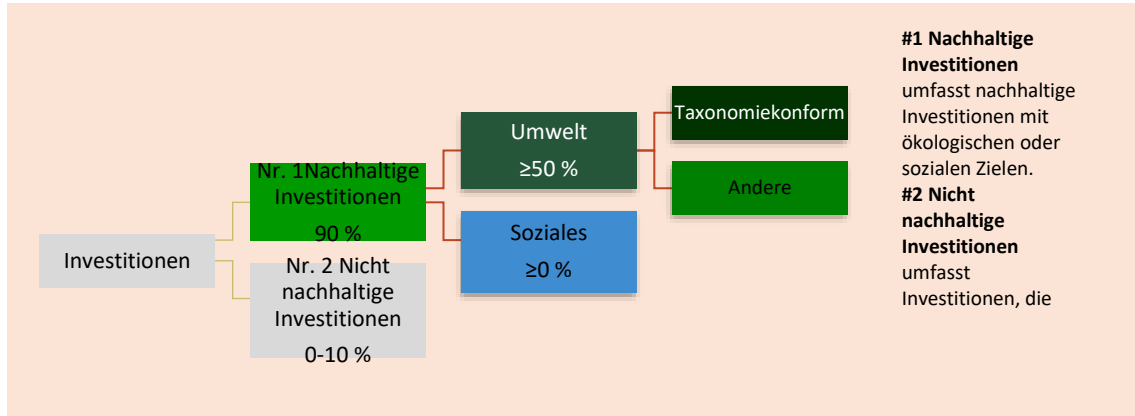 Investitionen
Nr. 1Nachhaltige
Investitionen
90 %
Nr. 2 Nicht
nachhaltige
Investitionen
0-10 %
Umwelt
≥50 %
Soziales
≥0 %
Taxonomiekonform
Andere
#1 Nachhaltige
Investitionen
umfasst nachhaltige
Investitionen mit
ökologischen oder
sozialen Zielen.
#2 Nicht
nachhaltige
Investitionen
umfasst
Investitionen, die